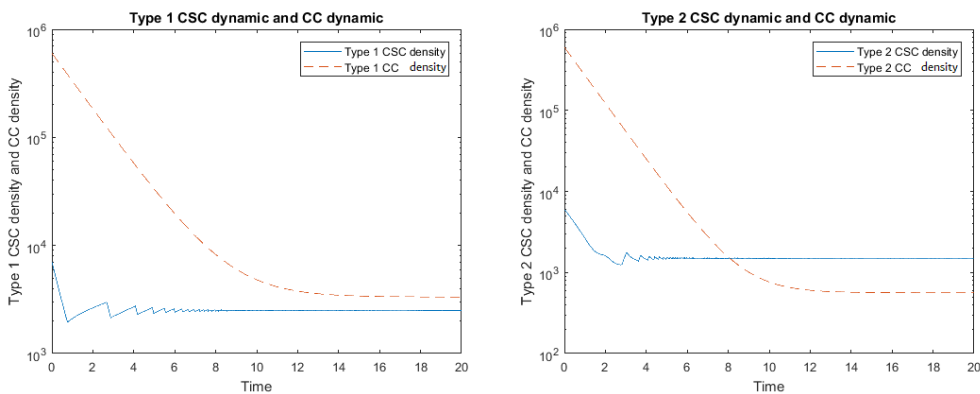 Type 1 CSC dynamic and CC dynamic
Type 1 CSC density and CC density
10^6
10^5
10^4
10^3
Type 1 CSC density
Type 1 CC density
0 2 4 6 8 10 12 14 16 18 20
Time
Type 2 CSC dynamic and CC dynamic
Type 2 CSC density and CC density
10^6
10^5
10^4
10^3
10^2
Type 2 CSC density
Type 2 CC density
0 2 4 6 8 10 12 14 16 18 20
Time